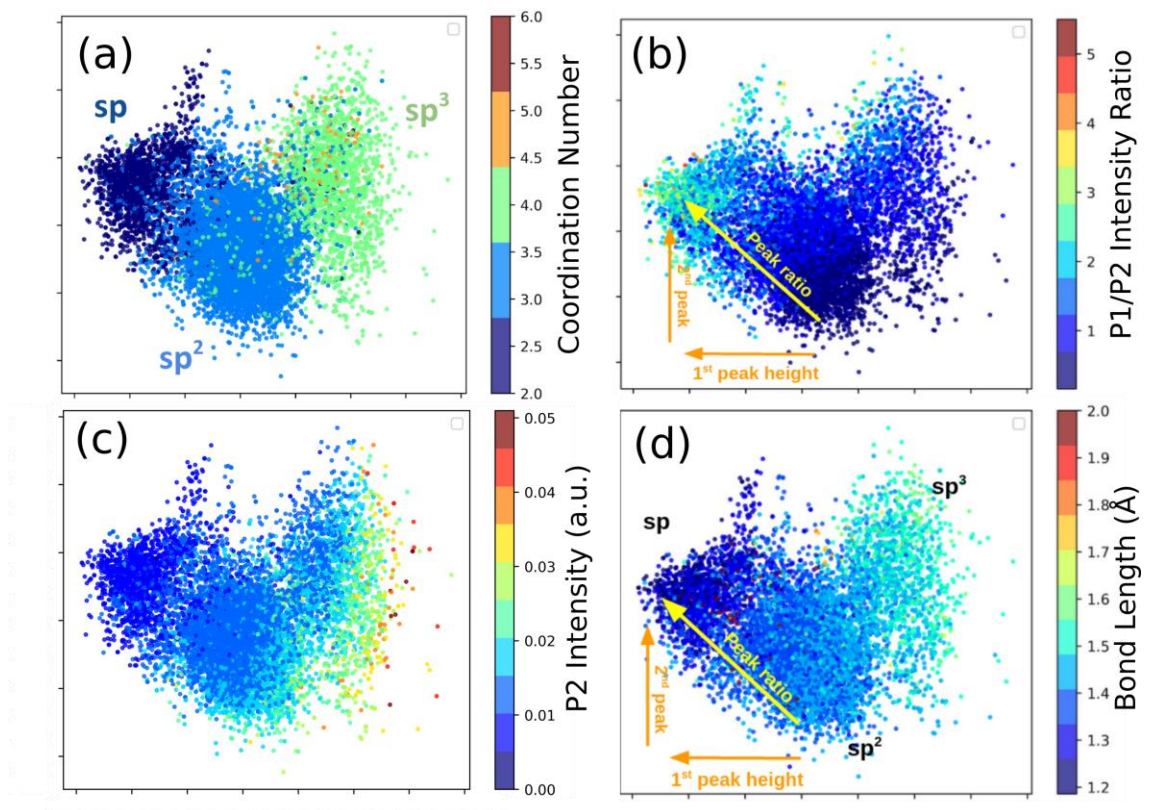 (a)
sp
sp³
sp²
6.0
5.5
5.0
4.5
4.0
3.5
3.0
2.5
2.0
Coordination Number
(b)
Peak ratio
2nd peak
1st peak height
5
4
3
2
1
P1/P2 Intensity Ratio
(c)
0.05
0.04
0.03
0.02
0.01
0.00
P2 Intensity (a.u.)
(d)
sp³
sp
Peak ratio
2nd peak
sp²
1st peak height
2.0
1.9
1.8
1.7
1.6
1.5
1.4
1.3
1.2
Bond Length (Å)